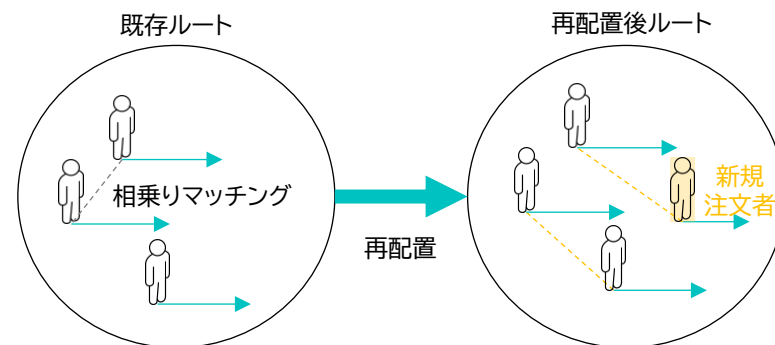 既存ルート
再配置後ルート
相乗りマッチング
再配置
新規
注文者